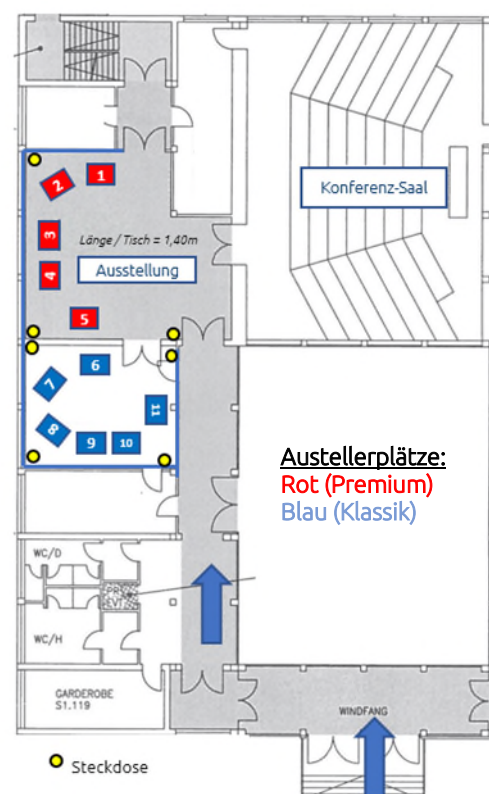 1
2
3
4
5
Länge / Tisch = 1,40m
Ausstellung
Konferenz-Saal
6
7
8
9
10
11
Austellerplätze:
Rot (Premium)
Blau (Klassik)
WC/D
WC/H
GARDEROBE
S1.119
WINDFANG
Steckdose